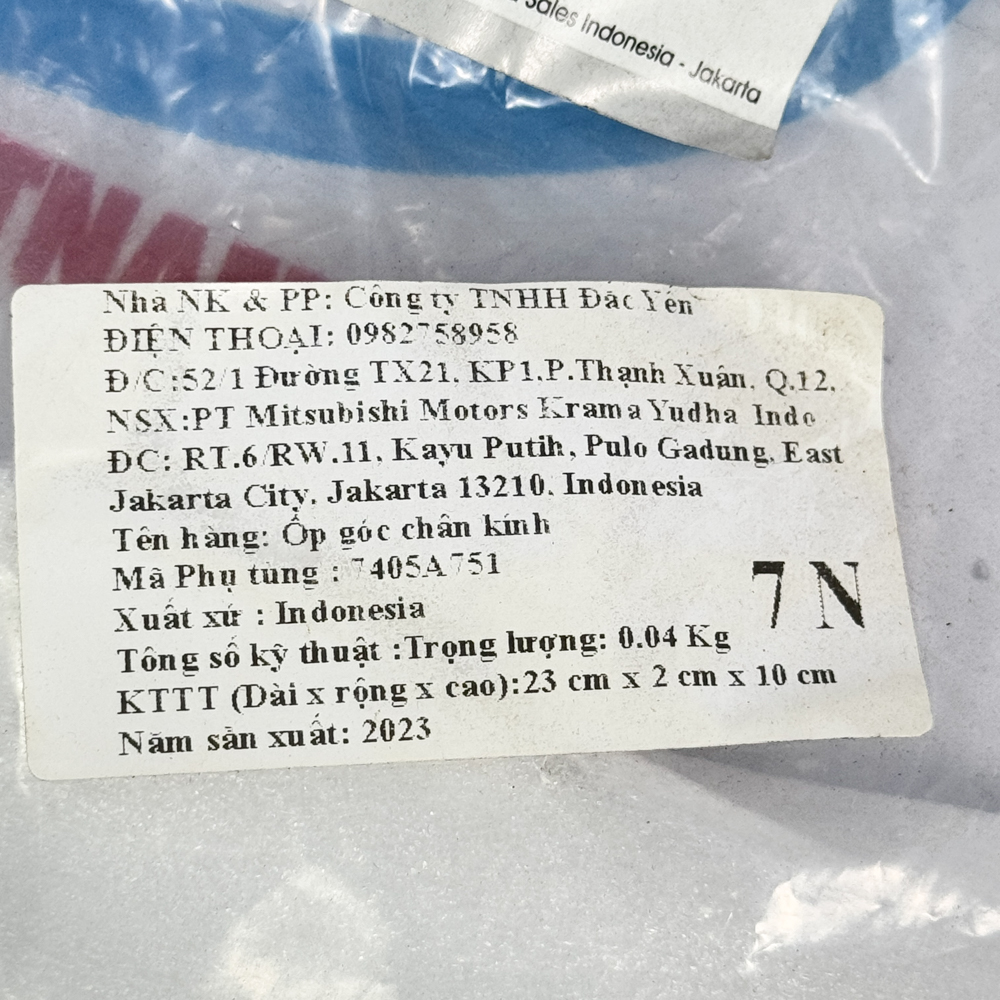 Sales Indonesia - Jakarta
TNAM
Nhà NK & PP: Công ty TNHH Đắc Yến
ĐIỆN THOẠI: 0982758958
Đ/C:52/1 Đường TX21, KP1,P.Thạnh Xuân, Q.12,
NSX:PT Mitsubishi Motors Krama Yudha Indo
ĐC: RT.6/RW.11, Kayu Putih, Pulo Gadung, East
Jakarta City, Jakarta 13210, Indonesia
Tên hàng: Ốp góc chân kính
Mã Phụ tùng : 7405A751
7N
Xuất xứ : Indonesia
Tông số kỹ thuật :Trọng lượng: 0.04 Kg
KTTT (Dài x rộng x cao):23 cm x 2 cm x 10 cm
Năm sản xuất: 2023